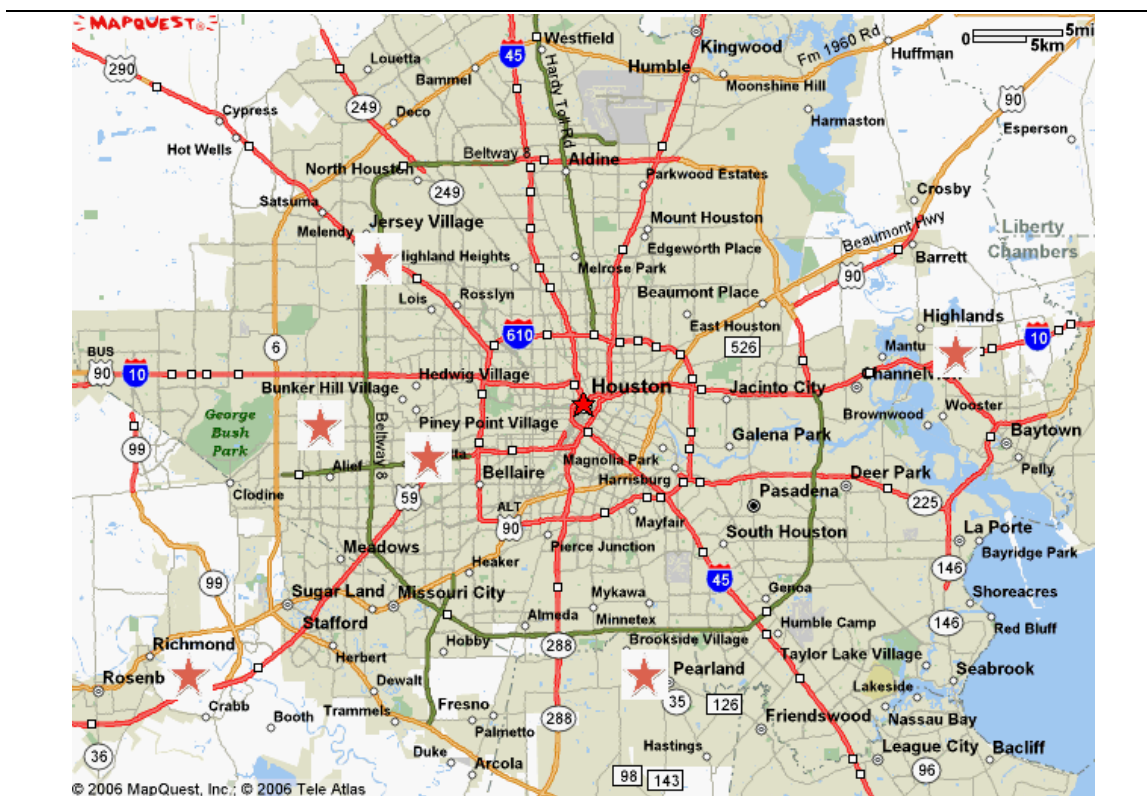 MAPQUEST
Westfield
Kingwood
5mi
0
5km
Fm 1960 Rd
Huffman
45
Louetta
290
Bammel
Humble
Moonshine Hill
Hardy Toll Rd
249
Deco
90
Cypress
Harmaston
Esperson
Hot Wells
Beltway 8
Aldine
North Houston
249
Parkwood Estates
Crosby
Satsuma
Jersey Village
Mount Houston
Beaumont Hwy
Liberty
Chambers
Melendy
Edgeworth Place
Barrett
Highland Heights
Melrose Park
90
Lois
Rosslyn
Beaumont Place
Highlands
610
East Houston
526
10
6
Mantu
BUS
90
10
Hedwig Village
Houston
Jacinto City
Channelview
Bunker Hill Village
George
Bush
Park
Beltway 8
Piney Point Village
Brownwood
Wooster
Galena Park
Baytown
99
Alief
Bellaire
Magnolia Park
Pelly
Clodine
Harrisburg
Deer Park
59
Pasadena
225
ALT
90
Mayfair
La Porte
Meadows
Pierce Junction
South Houston
Bayridge Park
Heaker
146
99
45
Sugar Land
Missouri City
Mykawa
Genoa
Shoreacres
Stafford
Almeda
Minnetex
Humble Camp
146
Red Bluff
Richmond
Hobby
288
Brookside Village
Herbert
Taylor Lake Village
Rosenb
Pearland
Seabrook
Dewalt
Lakeside
Crabb
Fresno
35
126
Nassau Bay
Booth
Trammels
288
Friendswood
Palmetto
36
Duke
Hastings
League City
Bacliff
Arcola
98
143
96
© 2006 MapQuest, Inc.; © 2006 Tele Atlas